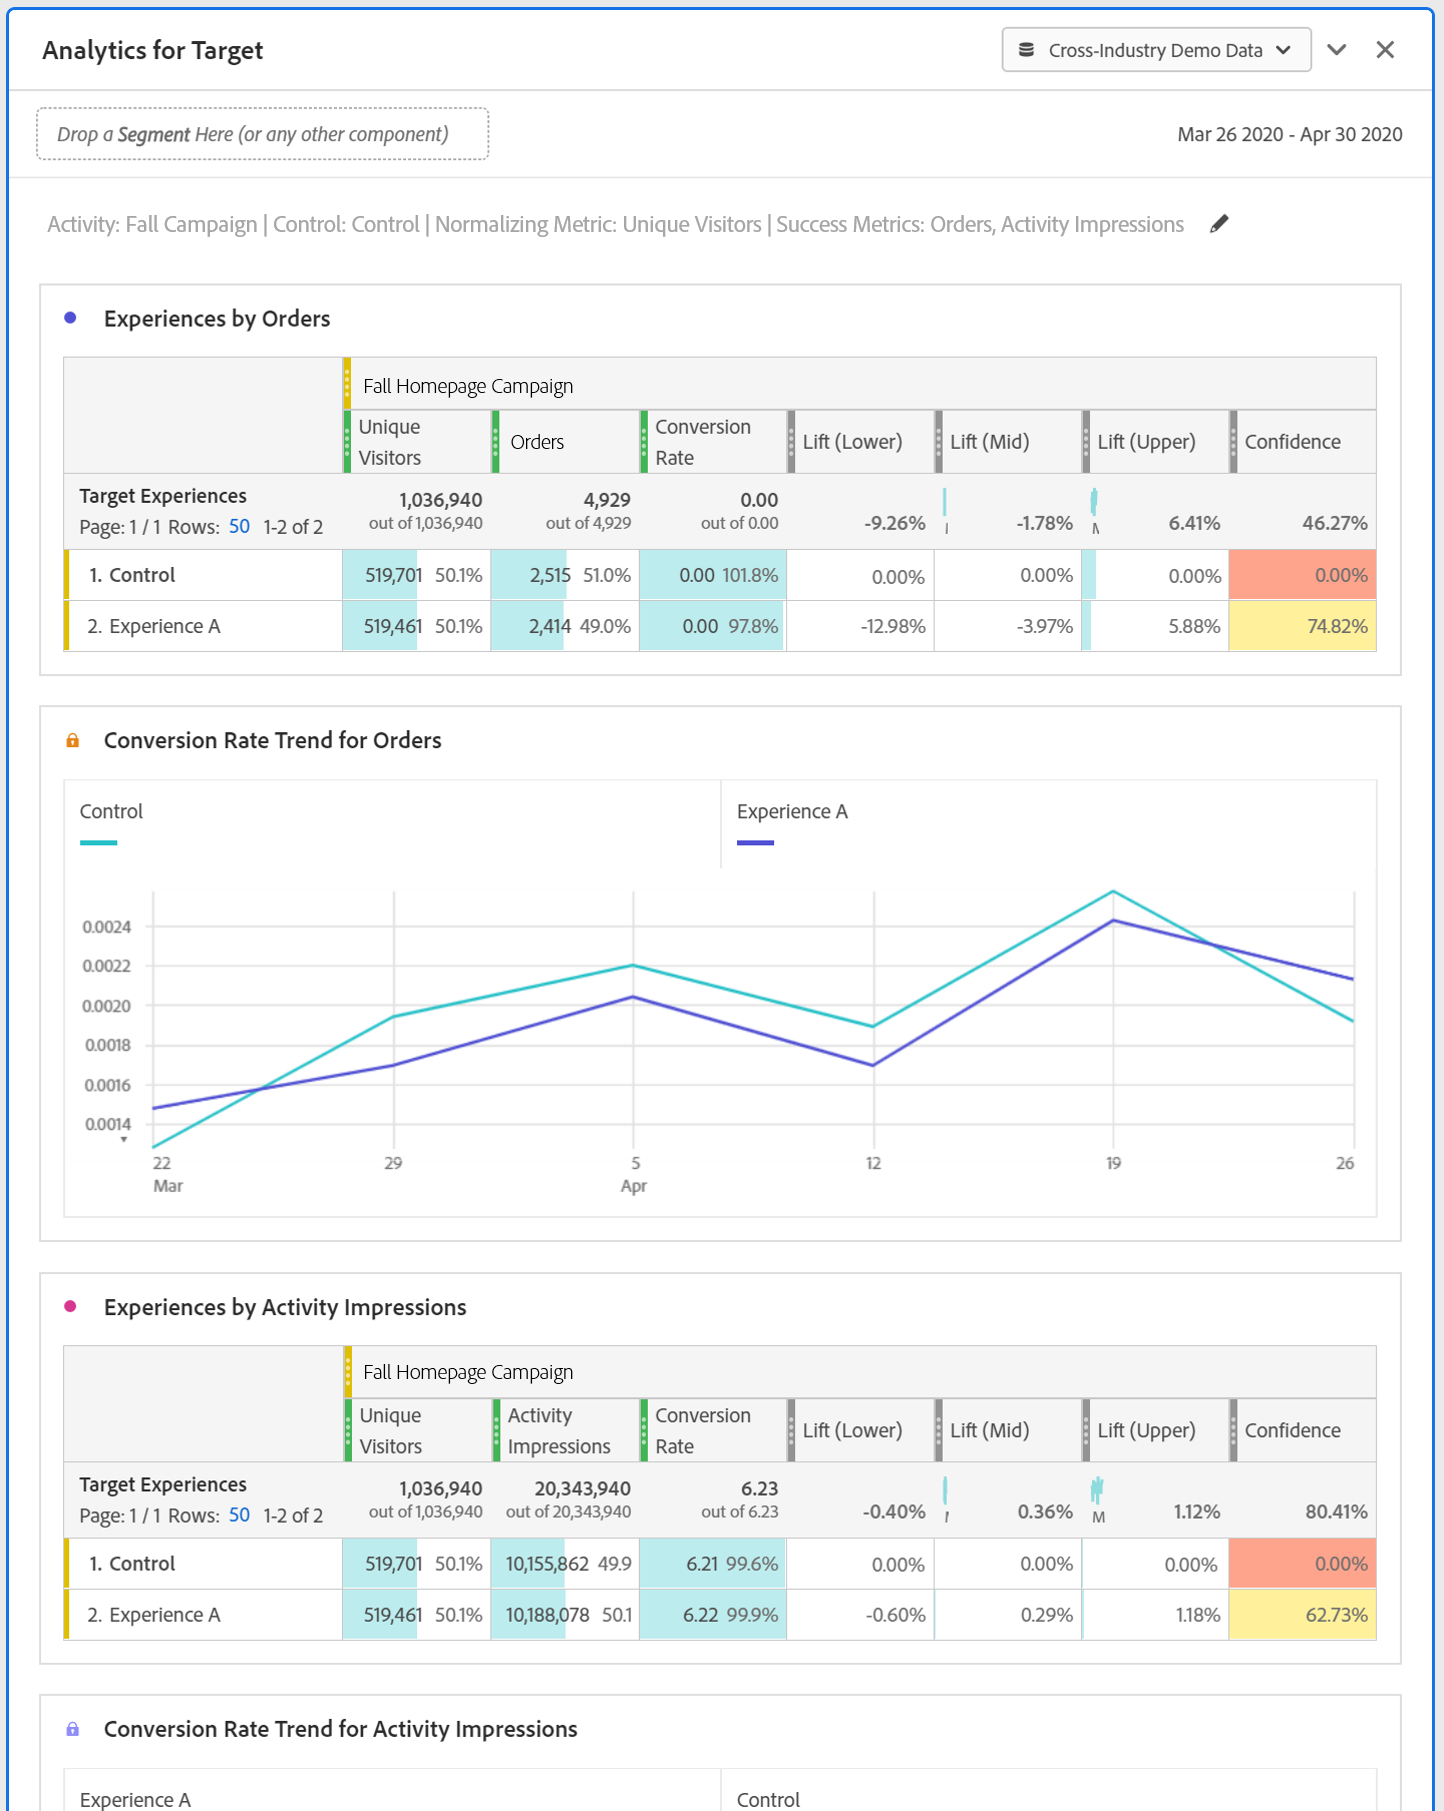 Analytics for Target
Cross-Industry Demo Data
Drop a Segment Here (or any other component)
Mar 26 2020 - Apr 30 2020
Activity: Fall Campaign | Control: Control | Normalizing Metric: Unique Visitors | Success Metrics: Orders, Activity Impressions
Experiences by Orders
Fall Homepage Campaign
Unique Visitors Orders Conversion Rate Lift (Lower) Lift (Mid) Lift (Upper) Confidence
Target Experiences 1,036,940 4,929 0.00
Page: 1 / 1 Rows: 50 1-2 of 2 out of 1,036,940 out of 4,929 out of 0.00 -9.26% -1.78% 6.41% 46.27%
1. Control 519,701 50.1% 2,515 51.0% 0.00 101.8% 0.00% 0.00% 0.00% 0.00%
2. Experience A 519,461 50.1% 2,414 49.0% 0.00 97.8% -12.98% -3.97% 5.88% 74.82%
Conversion Rate Trend for Orders
Control Experience A
0.0024
0.0022
0.0020
0.0018
0.0016
0.0014
22 29 5 12 19 26
Mar Apr
Experiences by Activity Impressions
Fall Homepage Campaign
Unique Visitors Activity Impressions Conversion Rate Lift (Lower) Lift (Mid) Lift (Upper) Confidence
Target Experiences 1,036,940 20,343,940 6.23
Page: 1 / 1 Rows: 50 1-2 of 2 out of 1,036,940 out of 20,343,940 out of 6.23 -0.40% 0.36% M 1.12% 80.41%
1. Control 519,701 50.1% 10,155,862 49.9 6.21 99.6% 0.00% 0.00% 0.00% 0.00%
2. Experience A 519,461 50.1% 10,188,078 50.1 6.22 99.9% -0.60% 0.29% 1.18% 62.73%
Conversion Rate Trend for Activity Impressions
Experience A Control